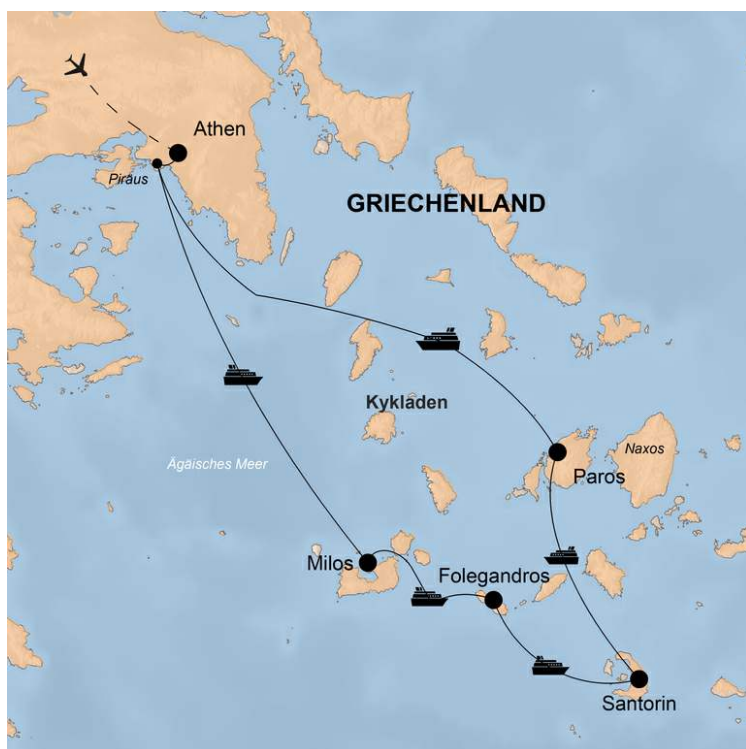 Athen
Piräus
GRIECHENLAND
Kykladen
Naxos
Ägäisches Meer
Paros
Milos
Folegandros
Santorin